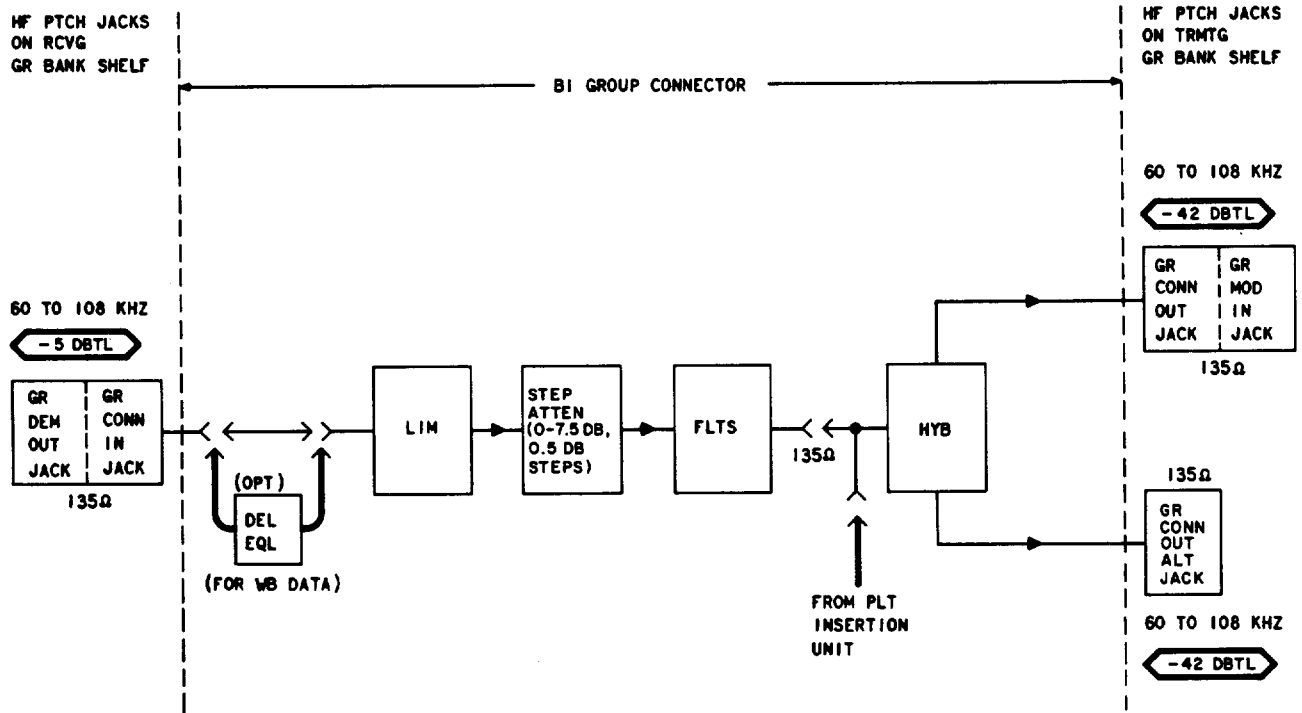 HF PTCH JACKS
ON RCVG
GR BANK SHELF
B1 GROUP CONNECTOR
HF PTCH JACKS
ON TRMTG
GR BANK SHELF
60 TO 108 KHZ
-42 DBTL
GR
CONN
OUT
JACK
GR
MOD
IN
JACK
135Ω
60 TO 108 KHZ
-5 DBTL
GR
DEM
OUT
JACK
GR
CONN
IN
JACK
135Ω
(OPT)
DEL
EQL
(FOR WB DATA)
LIM
STEP
ATTEN
(0-7.5 DB,
0.5 DB
STEPS)
FLTS
135Ω
HYB
FROM PLT
INSERTION
UNIT
135Ω
GR
CONN
OUT
ALT
JACK
60 TO 108 KHZ
-42 DBTL